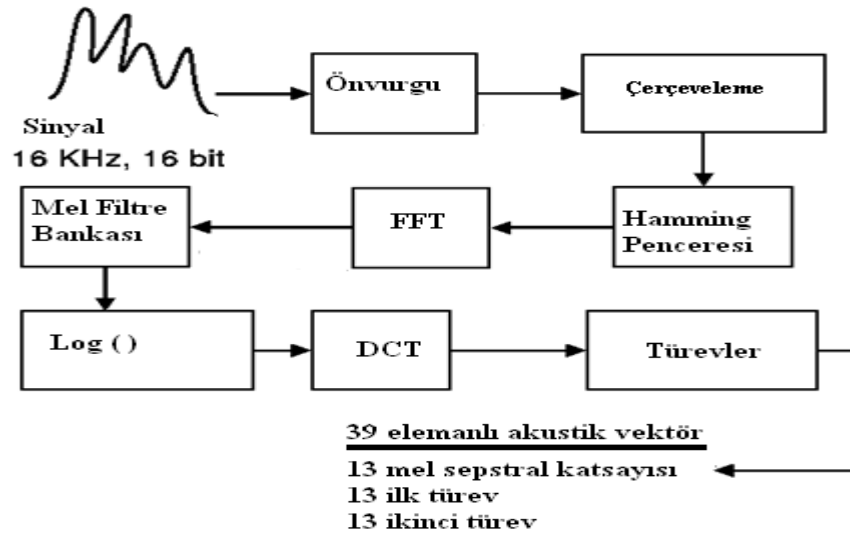 Önvurgu
Çerçeveleme
Sinyal
16 KHz, 16 bit
Mel Filtre
Bankası
FFT
Hamming
Penceresi
Log ( )
DCT
Türevler
39 elemanlı akustik vektör
13 mel sepstral katsayısı
13 ilk türev
13 ikinci türev